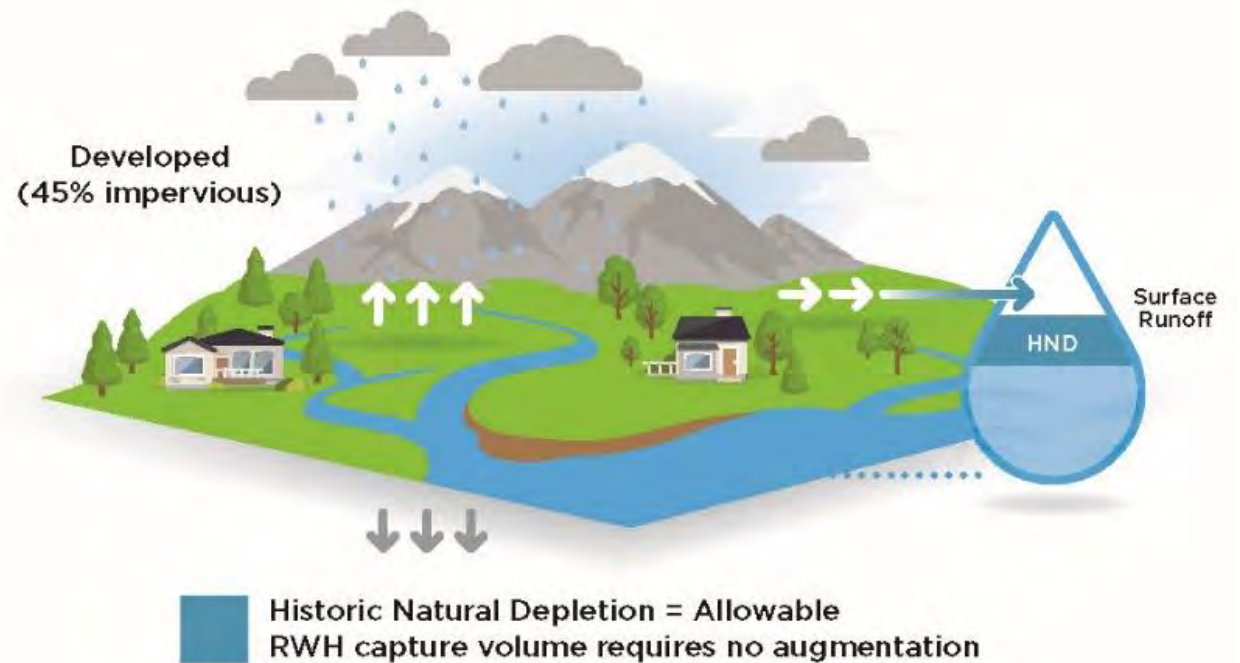 Developed
(45% impervious)
Surface
Runoff
HND
Historic Natural Depletion = Allowable
RWH capture volume requires no augmentation